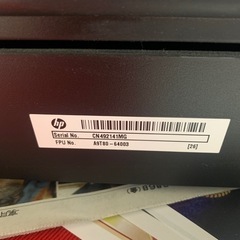 hp
Serial No. CN492141MG
FPU No. A9T80-64003 [26]